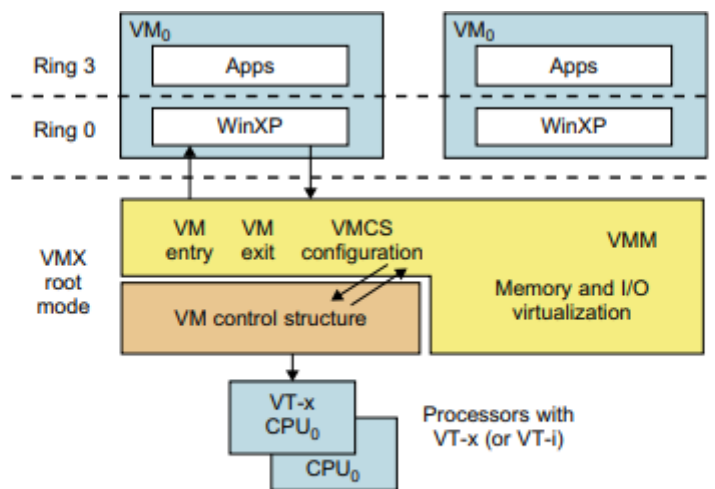 VM0
VM0
Ring 3
Apps
Apps
Ring 0
WinXP
WinXP
VMX
root
mode
VM
entry
VM
exit
VMCS
configuration
VMM
Memory and I/O
virtualization
VM control structure
VT-x
CPU0
CPU0
Processors with
VT-x (or VT-i)